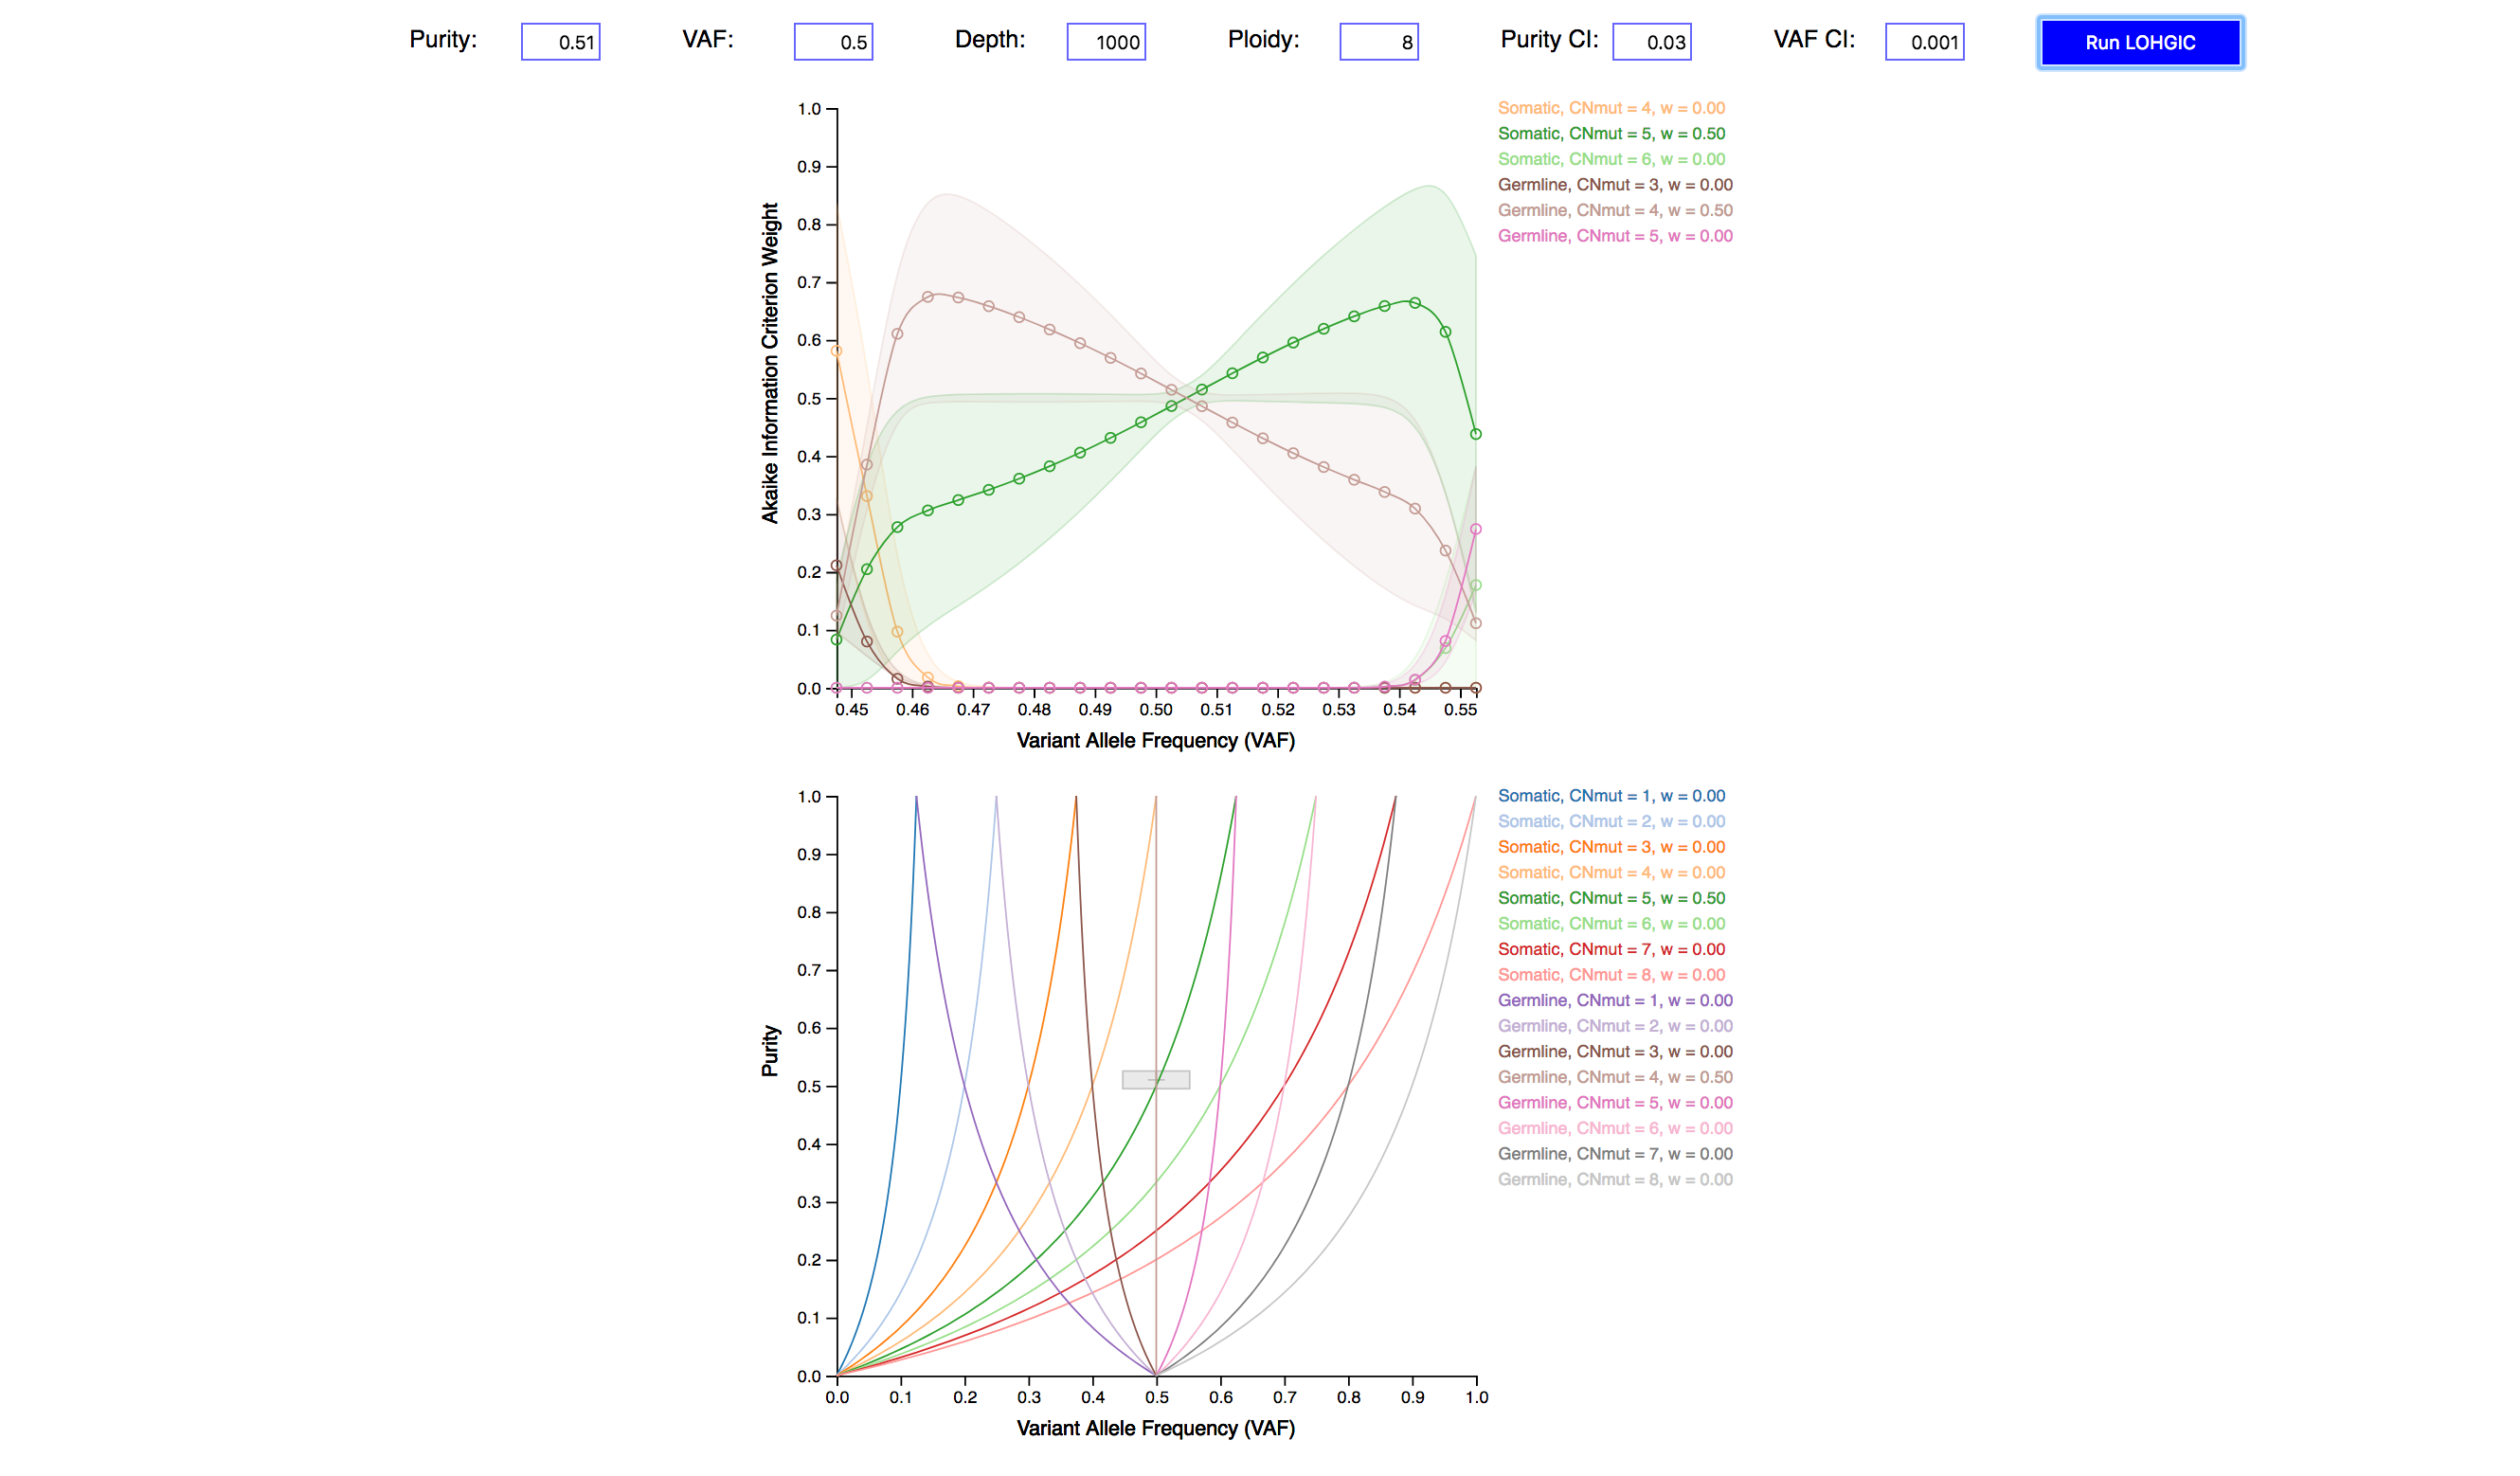 Purity: 0.51 VAF: 0.5 Depth: 1000 Ploidy: 8 Purity CI: 0.03 VAF CI: 0.001 Run LOHGIC
Akaike Information Criterion Weight
1.0
0.9
0.8
0.7
0.6
0.5
0.4
0.3
0.2
0.1
0.0
0.45 0.46 0.47 0.48 0.49 0.50 0.51 0.52 0.53 0.54 0.55
Variant Allele Frequency (VAF)
Somatic, CNmut = 4, w = 0.00
Somatic, CNmut = 5, w = 0.50
Somatic, CNmut = 6, w = 0.00
Germline, CNmut = 3, w = 0.00
Germline, CNmut = 4, w = 0.50
Germline, CNmut = 5, w = 0.00
Purity
1.0
0.9
0.8
0.7
0.6
0.5
0.4
0.3
0.2
0.1
0.0
0.0 0.1 0.2 0.3 0.4 0.5 0.6 0.7 0.8 0.9 1.0
Variant Allele Frequency (VAF)
Somatic, CNmut = 1, w = 0.00
Somatic, CNmut = 2, w = 0.00
Somatic, CNmut = 3, w = 0.00
Somatic, CNmut = 4, w = 0.00
Somatic, CNmut = 5, w = 0.50
Somatic, CNmut = 6, w = 0.00
Somatic, CNmut = 7, w = 0.00
Somatic, CNmut = 8, w = 0.00
Germline, CNmut = 1, w = 0.00
Germline, CNmut = 2, w = 0.00
Germline, CNmut = 3, w = 0.00
Germline, CNmut = 4, w = 0.50
Germline, CNmut = 5, w = 0.00
Germline, CNmut = 6, w = 0.00
Germline, CNmut = 7, w = 0.00
Germline, CNmut = 8, w = 0.00